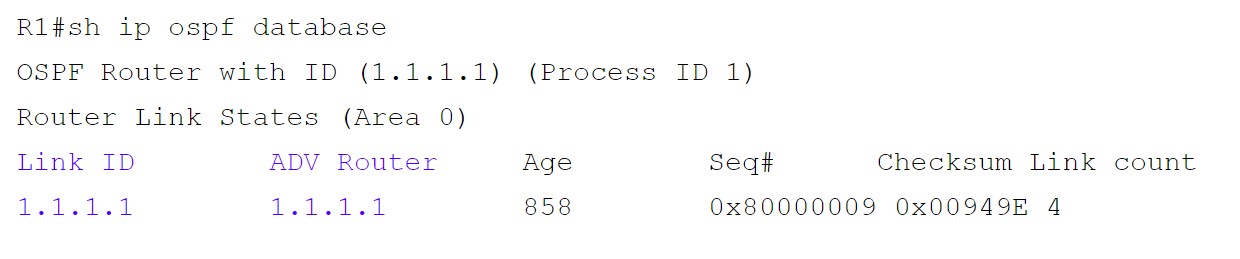 R1#sh ip ospf database
OSPF Router with ID (1.1.1.1) (Process ID 1)
Router Link States (Area 0)
Link ID ADV Router Age Seq# Checksum Link count
1.1.1.1 1.1.1.1 858 0x80000009 0x00949E 4